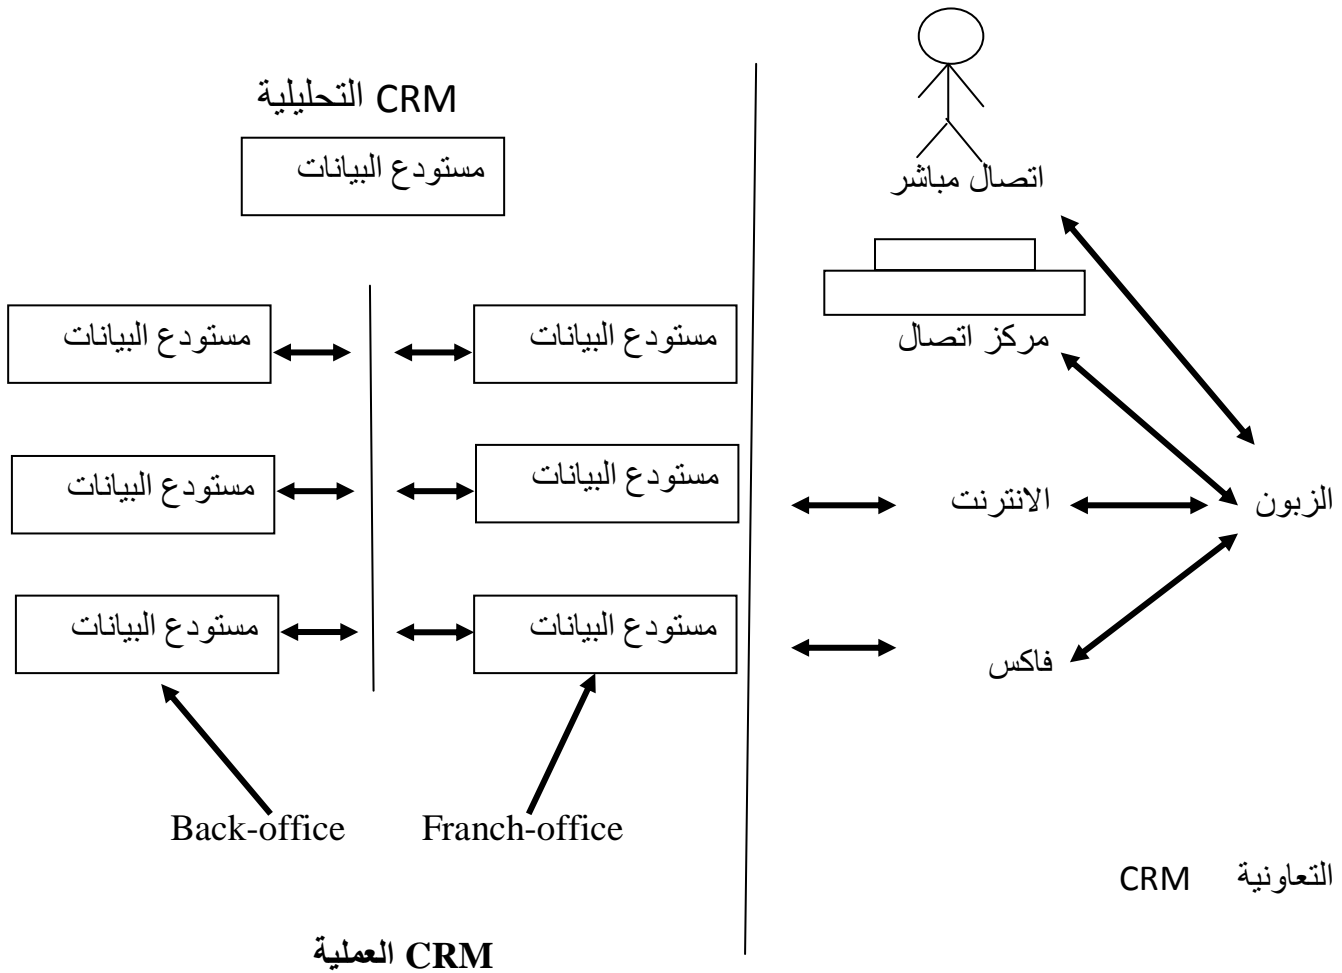 CRM التحليلية
مستودع البيانات
اتصال مباشر
مركز اتصال
مستودع البيانات
مستودع البيانات
مستودع البيانات
مستودع البيانات
الزبون
الانترنت
مستودع البيانات
مستودع البيانات
فاكس
Back-office
Franch-office
التعاونية CRM
CRM العملية